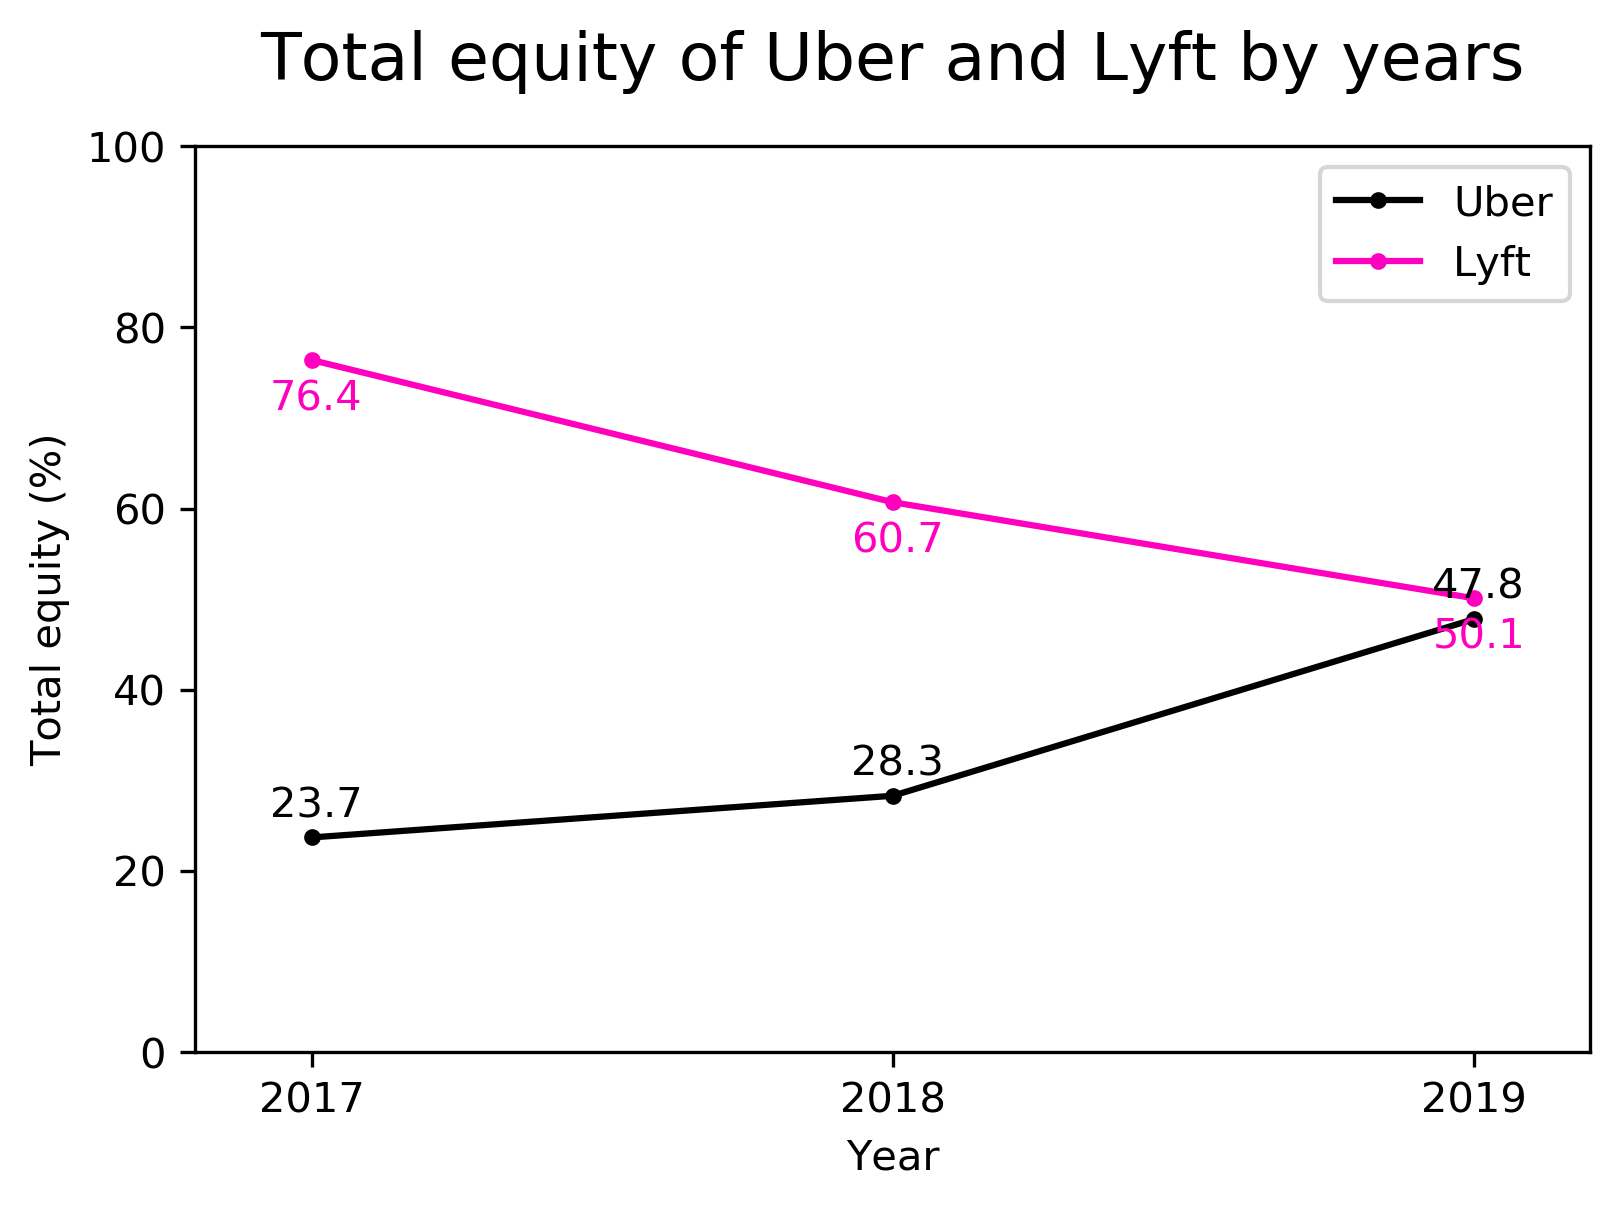 Total equity of Uber and Lyft by years
100
80
60
40
20
0
Total equity (%)
Uber
Lyft
76.4
60.7
47.8
50.1
28.3
23.7
2017 2018 2019
Year